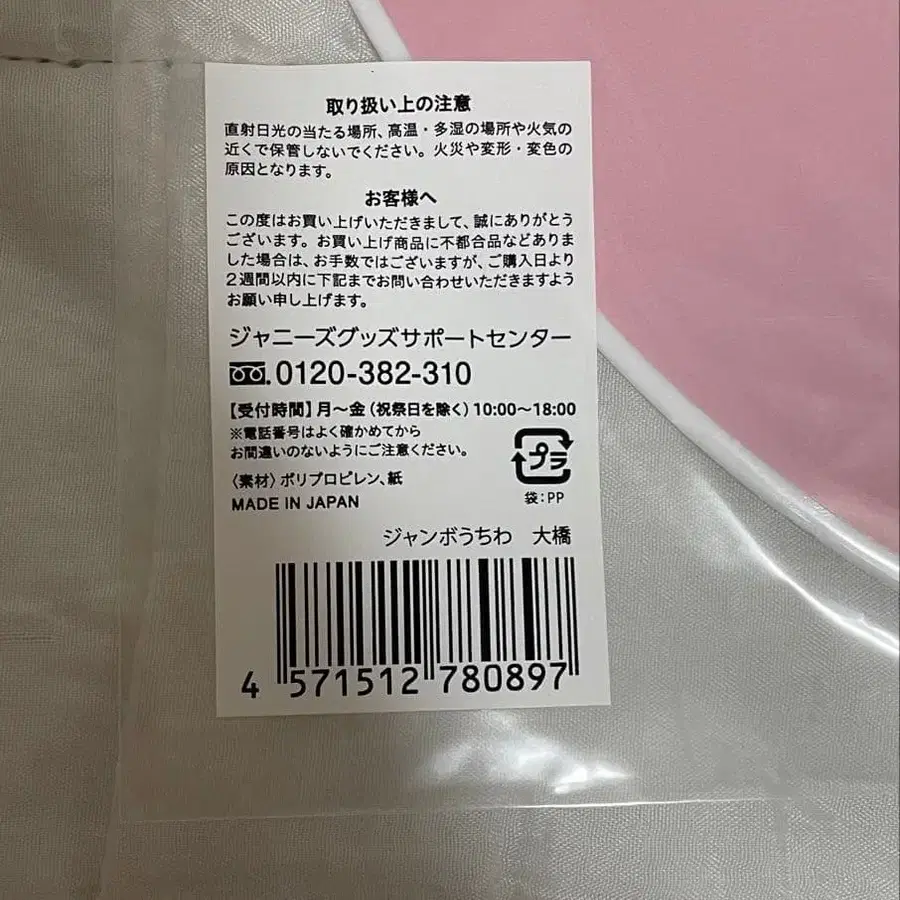 取り扱い上の注意
直射日光の当たる場所、高温・多湿の場所や火気の
近くで保管しないでください。火災や変形・変色の
原因となります。
お客様へ
この度はお買い上げいただきまして、誠にありがとう
ございます。お買い上げ商品に不都合品などありま
した場合は、お手数ではございますが、ご購入日より
2週間以内に下記までお問い合わせいただきますよう
お願い申し上げます。
ジャニーズグッズサポートセンター
0120-382-310
【受付時間】月〜金（祝祭日を除く）10:00〜18:00
※電話番号はよく確かめてから
お間違いのないようにご注意ください。
プラ
袋：PP
〈素材〉ポリプロピレン、紙
MADE IN JAPAN
ジャンボうちわ 大橋
4 571512 780897